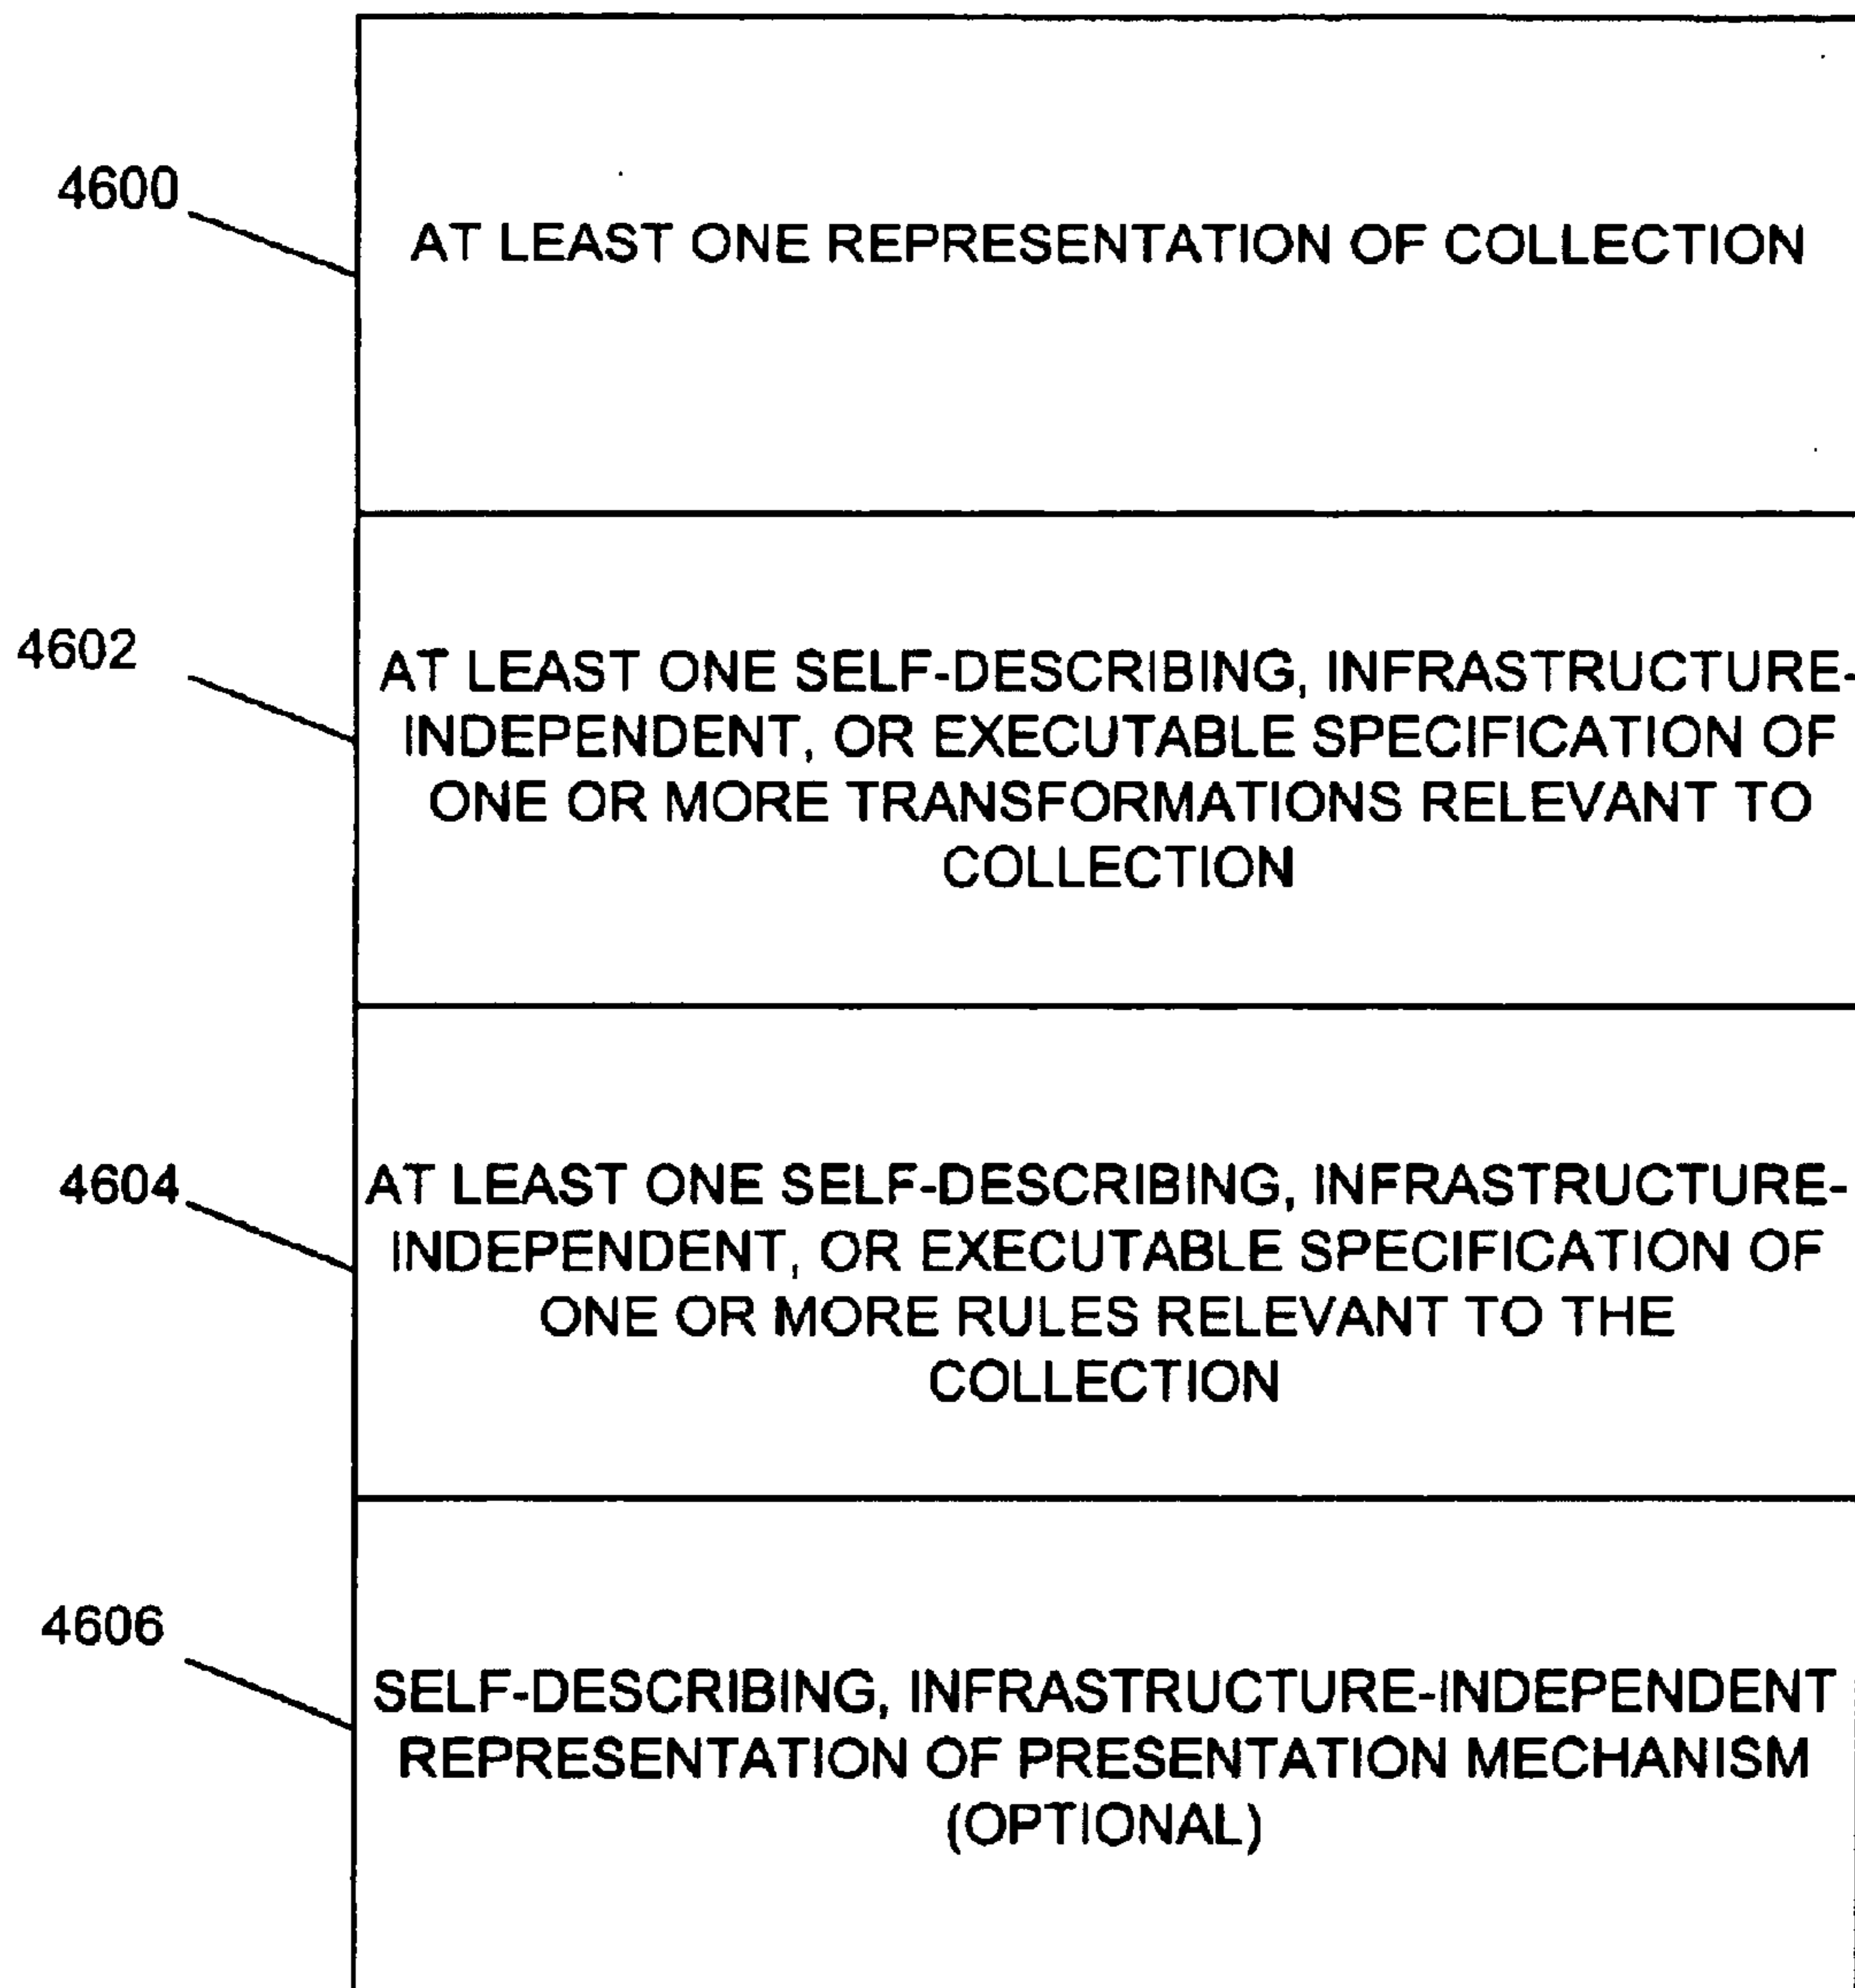 4600
AT LEAST ONE REPRESENTATION OF COLLECTION
4602
AT LEAST ONE SELF-DESCRIBING, INFRASTRUCTURE-
INDEPENDENT, OR EXECUTABLE SPECIFICATION OF
ONE OR MORE TRANSFORMATIONS RELEVANT TO
COLLECTION
4604
AT LEAST ONE SELF-DESCRIBING, INFRASTRUCTURE-
INDEPENDENT, OR EXECUTABLE SPECIFICATION OF
ONE OR MORE RULES RELEVANT TO THE
COLLECTION
4606
SELF-DESCRIBING, INFRASTRUCTURE-INDEPENDENT
REPRESENTATION OF PRESENTATION MECHANISM
(OPTIONAL)